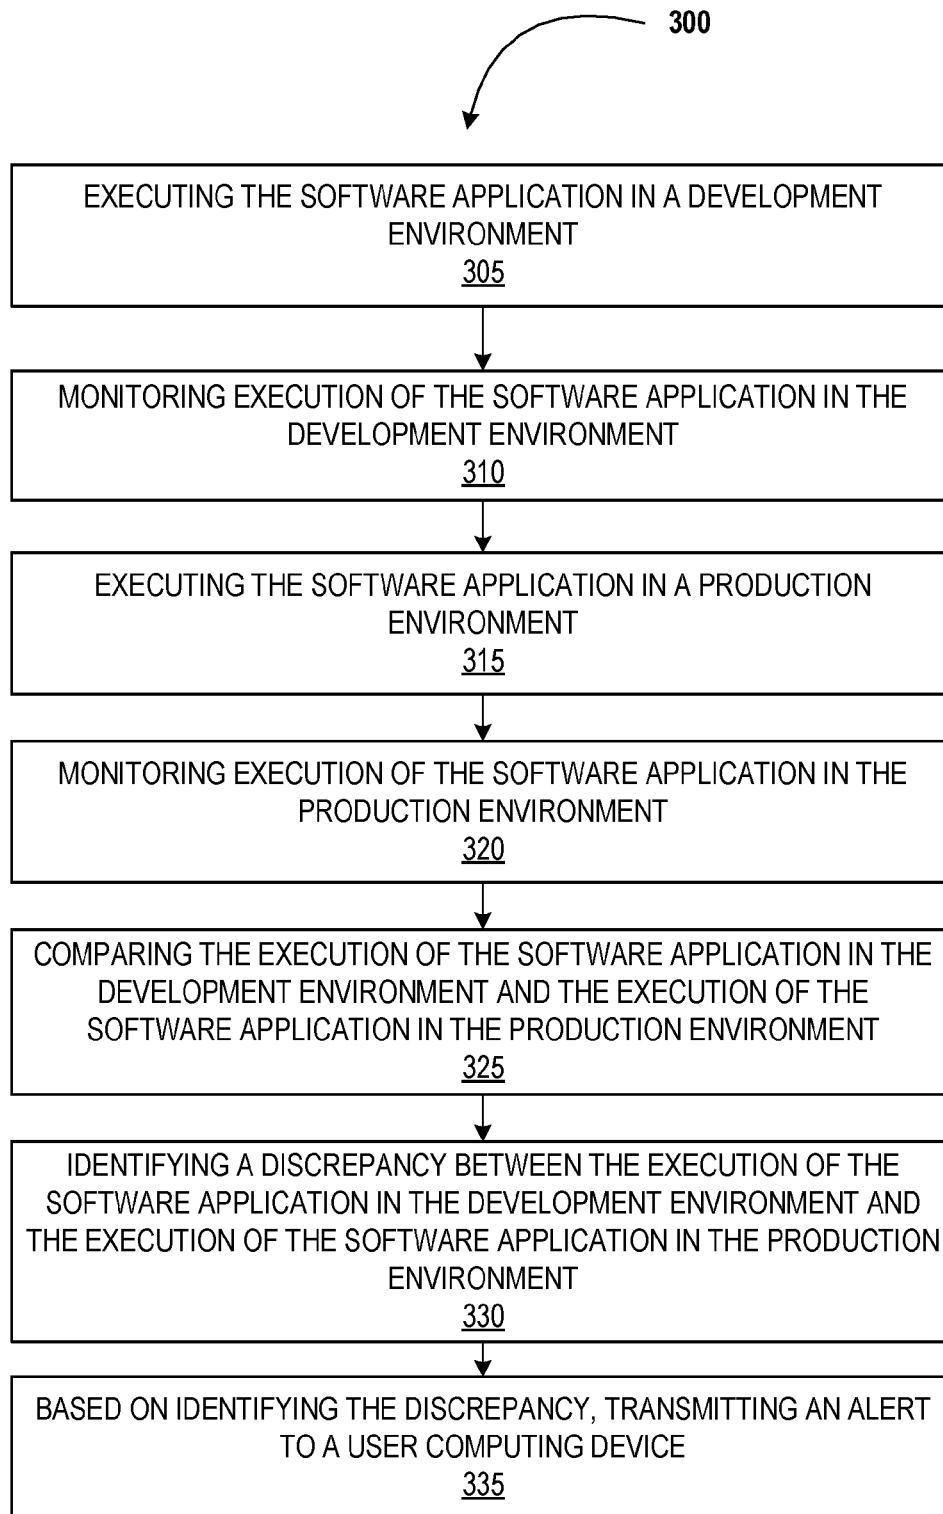 300
EXECUTING THE SOFTWARE APPLICATION IN A DEVELOPMENT
ENVIRONMENT
305
MONITORING EXECUTION OF THE SOFTWARE APPLICATION IN THE
DEVELOPMENT ENVIRONMENT
310
EXECUTING THE SOFTWARE APPLICATION IN A PRODUCTION
ENVIRONMENT
315
MONITORING EXECUTION OF THE SOFTWARE APPLICATION IN THE
PRODUCTION ENVIRONMENT
320
COMPARING THE EXECUTION OF THE SOFTWARE APPLICATION IN THE
DEVELOPMENT ENVIRONMENT AND THE EXECUTION OF THE
SOFTWARE APPLICATION IN THE PRODUCTION ENVIRONMENT
325
IDENTIFYING A DISCREPANCY BETWEEN THE EXECUTION OF THE
SOFTWARE APPLICATION IN THE DEVELOPMENT ENVIRONMENT AND
THE EXECUTION OF THE SOFTWARE APPLICATION IN THE PRODUCTION
ENVIRONMENT
330
BASED ON IDENTIFYING THE DISCREPANCY, TRANSMITTING AN ALERT
TO A USER COMPUTING DEVICE
335